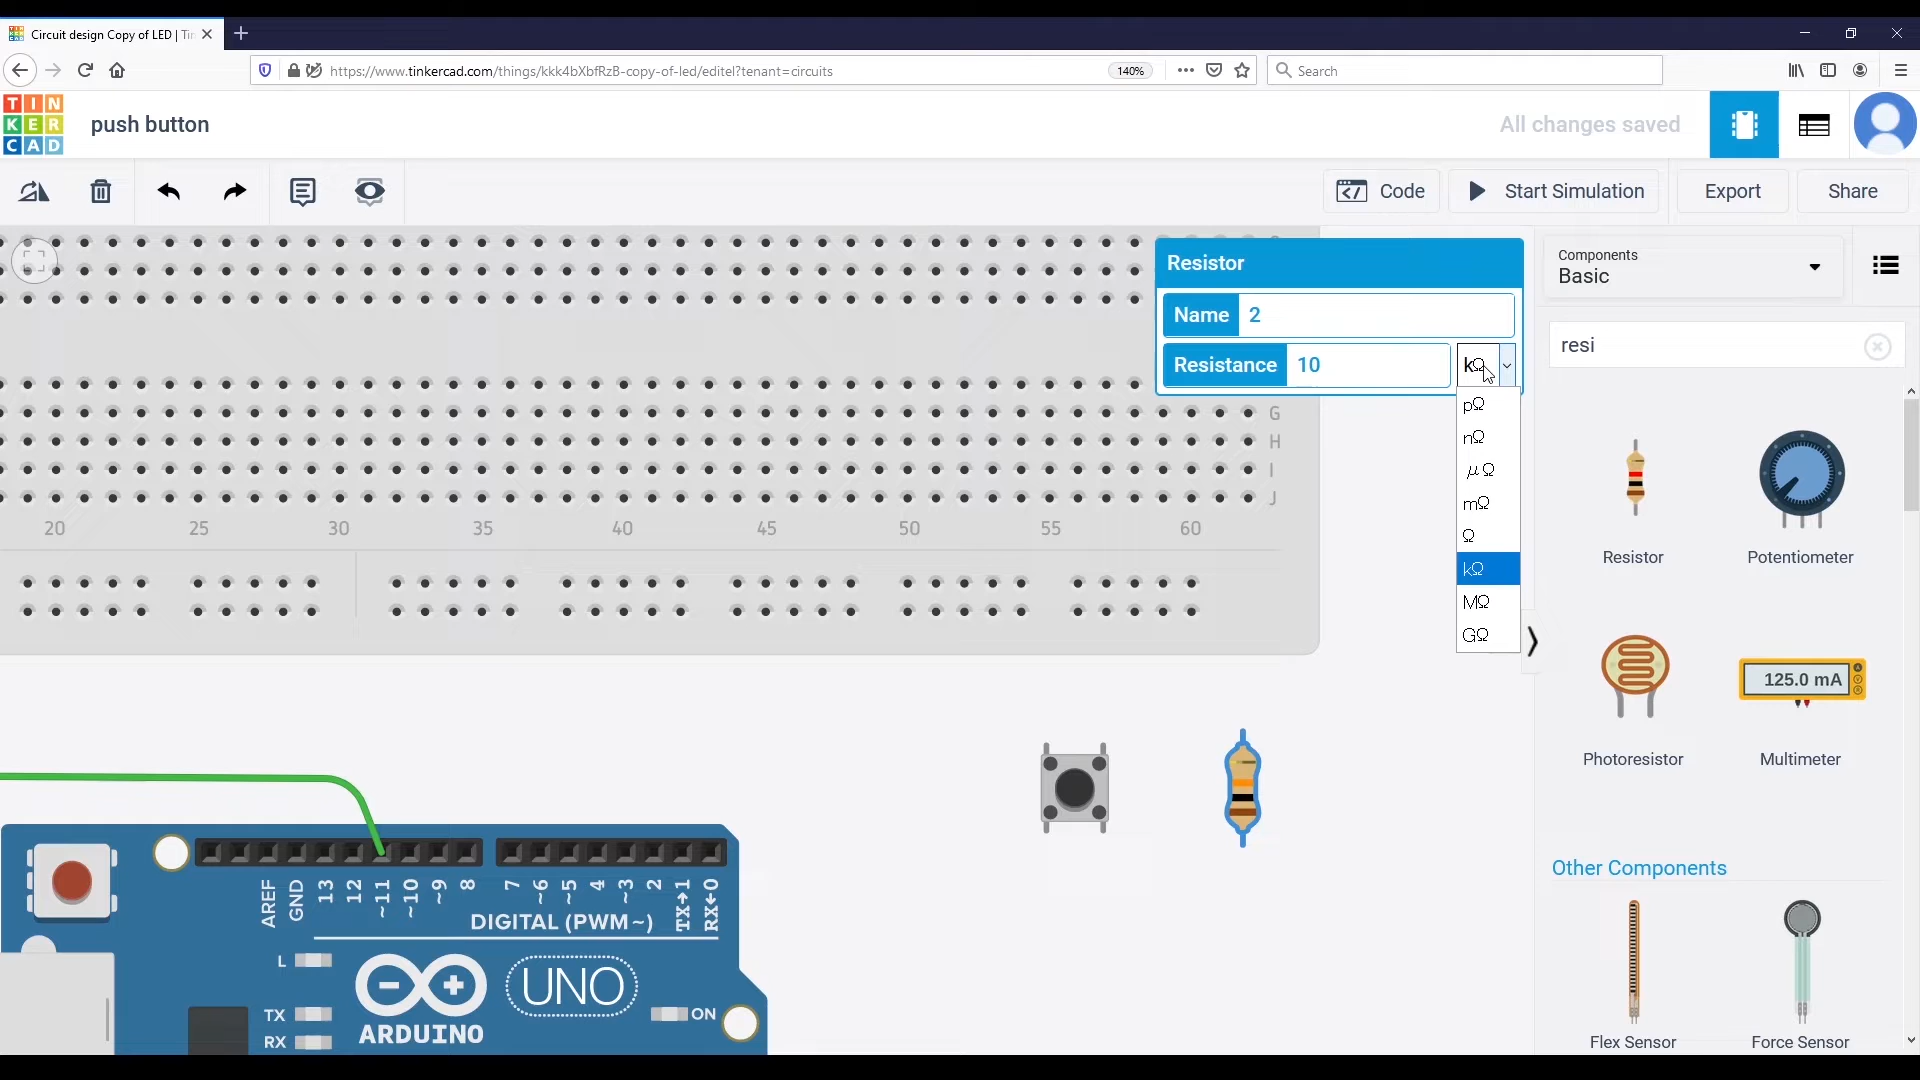 Circuit design Copy of LED | Tin
https://www.tinkercad.com/things/kkk4bXbfRzB-copy-of-led/editel?tenant=circuits
140%
Search
TIN
KER
CAD
push button
All changes saved
Code
Start Simulation
Export
Share
Resistor
Name 2
Resistance 10 kΩ
pΩ
nΩ
μΩ
mΩ
Ω
kΩ
MΩ
GΩ
Components
Basic
resi
Resistor
Potentiometer
Photoresistor
125.0 mA
Multimeter
Other Components
Flex Sensor
Force Sensor
G
H
I
J
20 25 30 35 40 45 50 55 60
AREF GND 13 12 ~11 ~10 ~9 8 7 ~6 ~5 4 ~3 2 TX→1 RX←0
DIGITAL (PWM~)
L
TX
RX
UNO
ON
ARDUINO